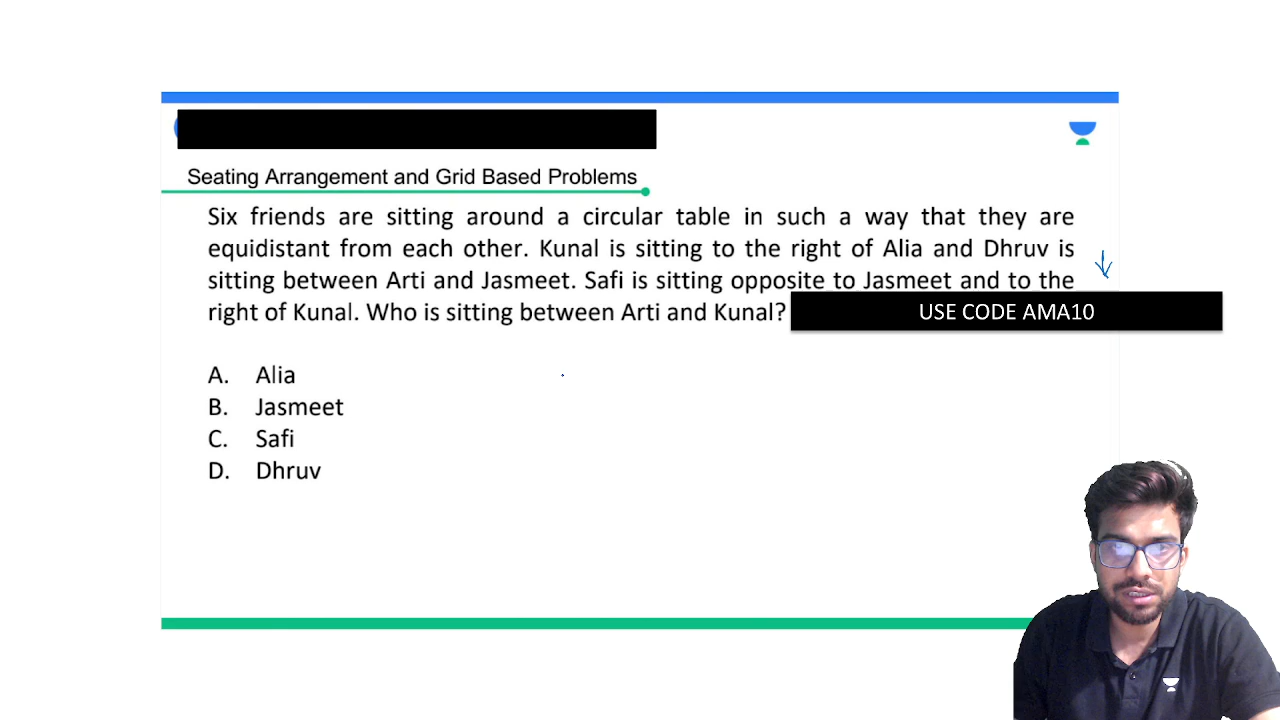 Seating Arrangement and Grid Based Problems
Six friends are sitting around a circular table in such a way that they are
equidistant from each other. Kunal is sitting to the right of Alia and Dhruv is
sitting between Arti and Jasmeet. Safi is sitting opposite to Jasmeet and to the
right of Kunal. Who is sitting between Arti and Kunal?
USE CODE AMA10
A. Alia
B. Jasmeet
C. Safi
D. Dhruv